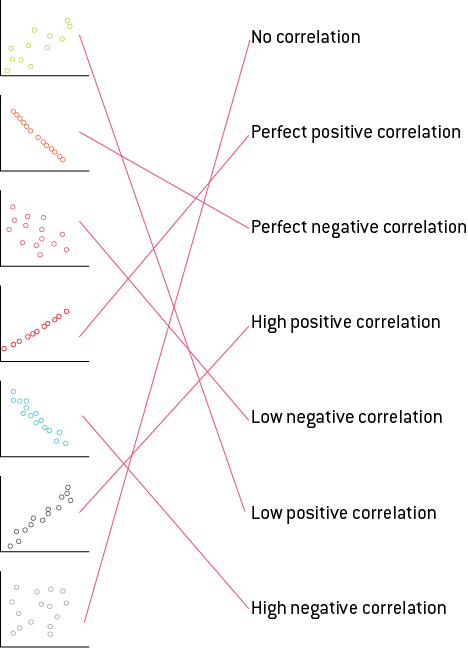 No correlation
Perfect positive correlation
Perfect negative correlation
High positive correlation
Low negative correlation
Low positive correlation
High negative correlation